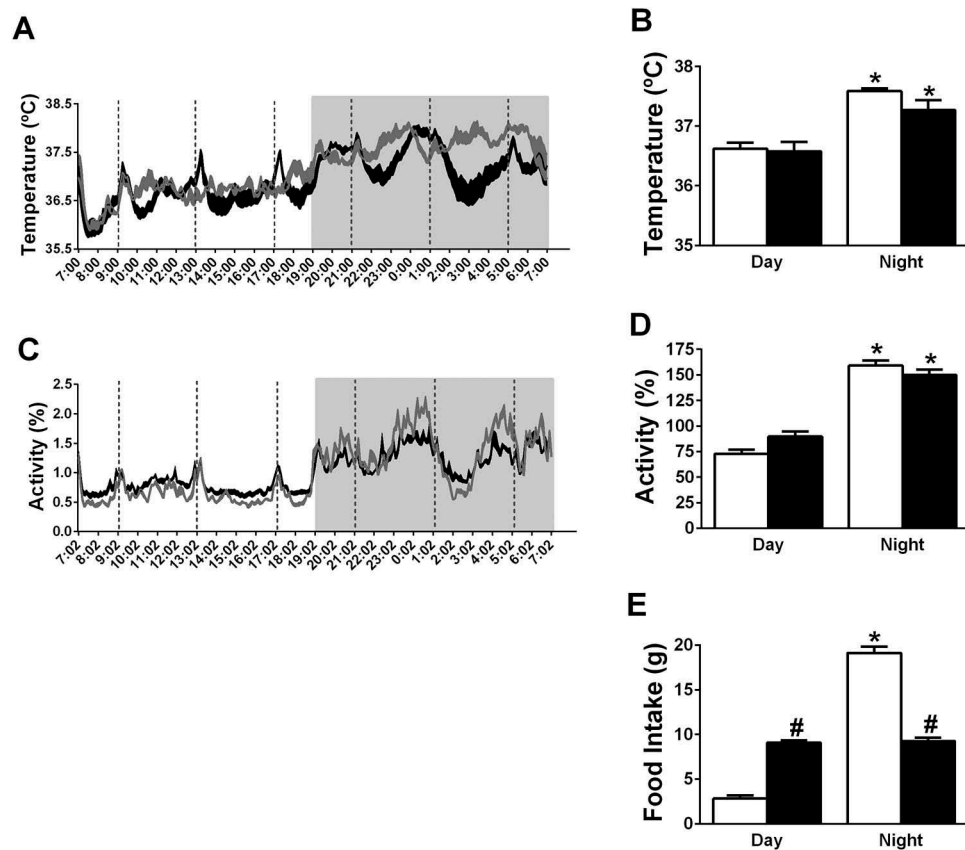 A
Temperature (ºC)
38.5
37.5
36.5
35.5
7:00 8:00 9:00 10:00 11:00 12:00 13:00 14:00 15:00 16:00 17:00 18:00 19:00 20:00 21:00 22:00 23:00 0:00 1:00 2:00 3:00 4:00 5:00 6:00 7:00
B
Temperature (ºC)
38
37
36
35
* *
Day Night
C
Activity (%)
2.5
2.0
1.5
1.0
0.5
0.0
7:02 8:02 9:02 10:02 11:02 12:02 13:02 14:02 15:02 16:02 17:02 18:02 19:02 20:02 21:02 22:02 23:02 0:02 1:02 2:02 3:02 4:02 5:02 6:02 7:02
D
Activity (%)
175
150
125
100
75
50
25
0
* *
Day Night
E
Food Intake (g)
20
15
10
5
0
# * #
Day Night